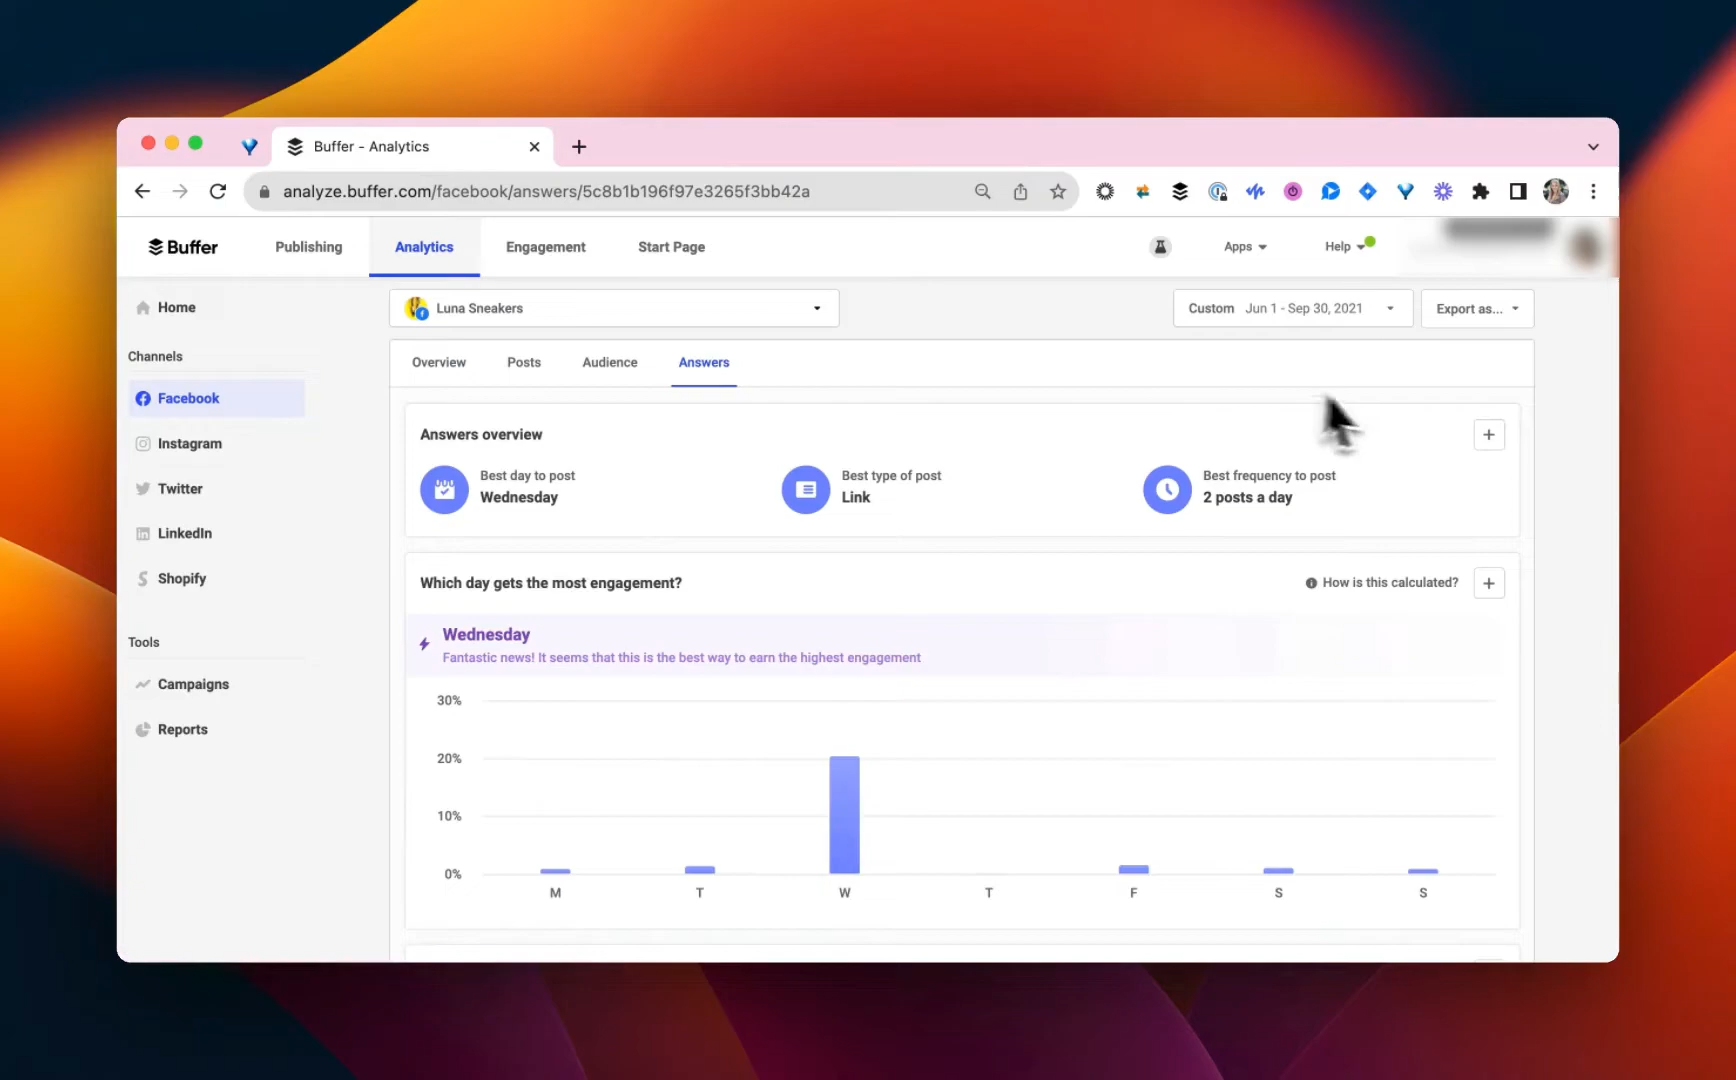 Buffer - Analytics
analyze.buffer.com/facebook/answers/5c8b1b196f97e3265f3bb42a
Buffer Publishing Analytics Engagement Start Page Apps Help
Home
Luna Sneakers
Custom Jun 1 - Sep 30, 2021
Export as...
Channels
Facebook
Instagram
Twitter
LinkedIn
Shopify
Tools
Campaigns
Reports
Overview Posts Audience Answers
Answers overview
Best day to post
Wednesday
Best type of post
Link
Best frequency to post
2 posts a day
Which day gets the most engagement?
How is this calculated?
Wednesday
Fantastic news! It seems that this is the best way to earn the highest engagement
30%
20%
10%
0%
M T W T F S S